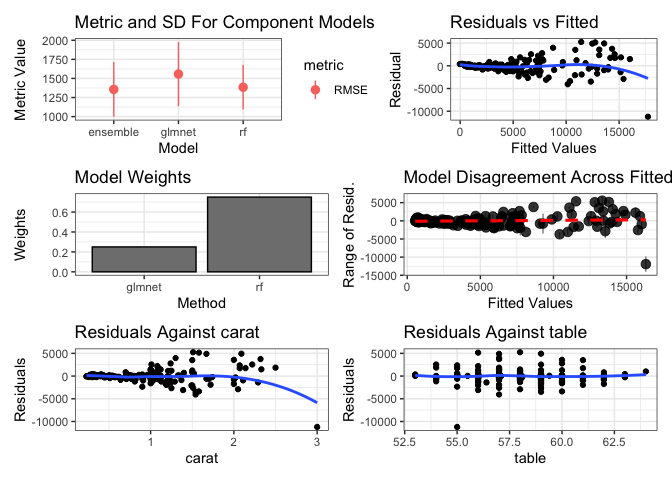 Metric and SD For Component Models
Metric Value
2000
1750
1500
1250
1000
ensemble glmnet rf
Model
metric
RMSE
Residuals vs Fitted
Residual
5000
0
-5000
-10000
0 5000 10000 15000
Fitted Values
Model Weights
Weights
0.6
0.4
0.2
0.0
glmnet rf
Method
Model Disagreement Across Fitted
Range of Resid.
5000
0
-5000
-10000
-15000
0 5000 10000 15000
Fitted Values
Residuals Against carat
Residuals
5000
0
-5000
-10000
1 2 3
carat
Residuals Against table
Residuals
5000
0
-5000
-10000
52.5 55.0 57.5 60.0 62.5
table